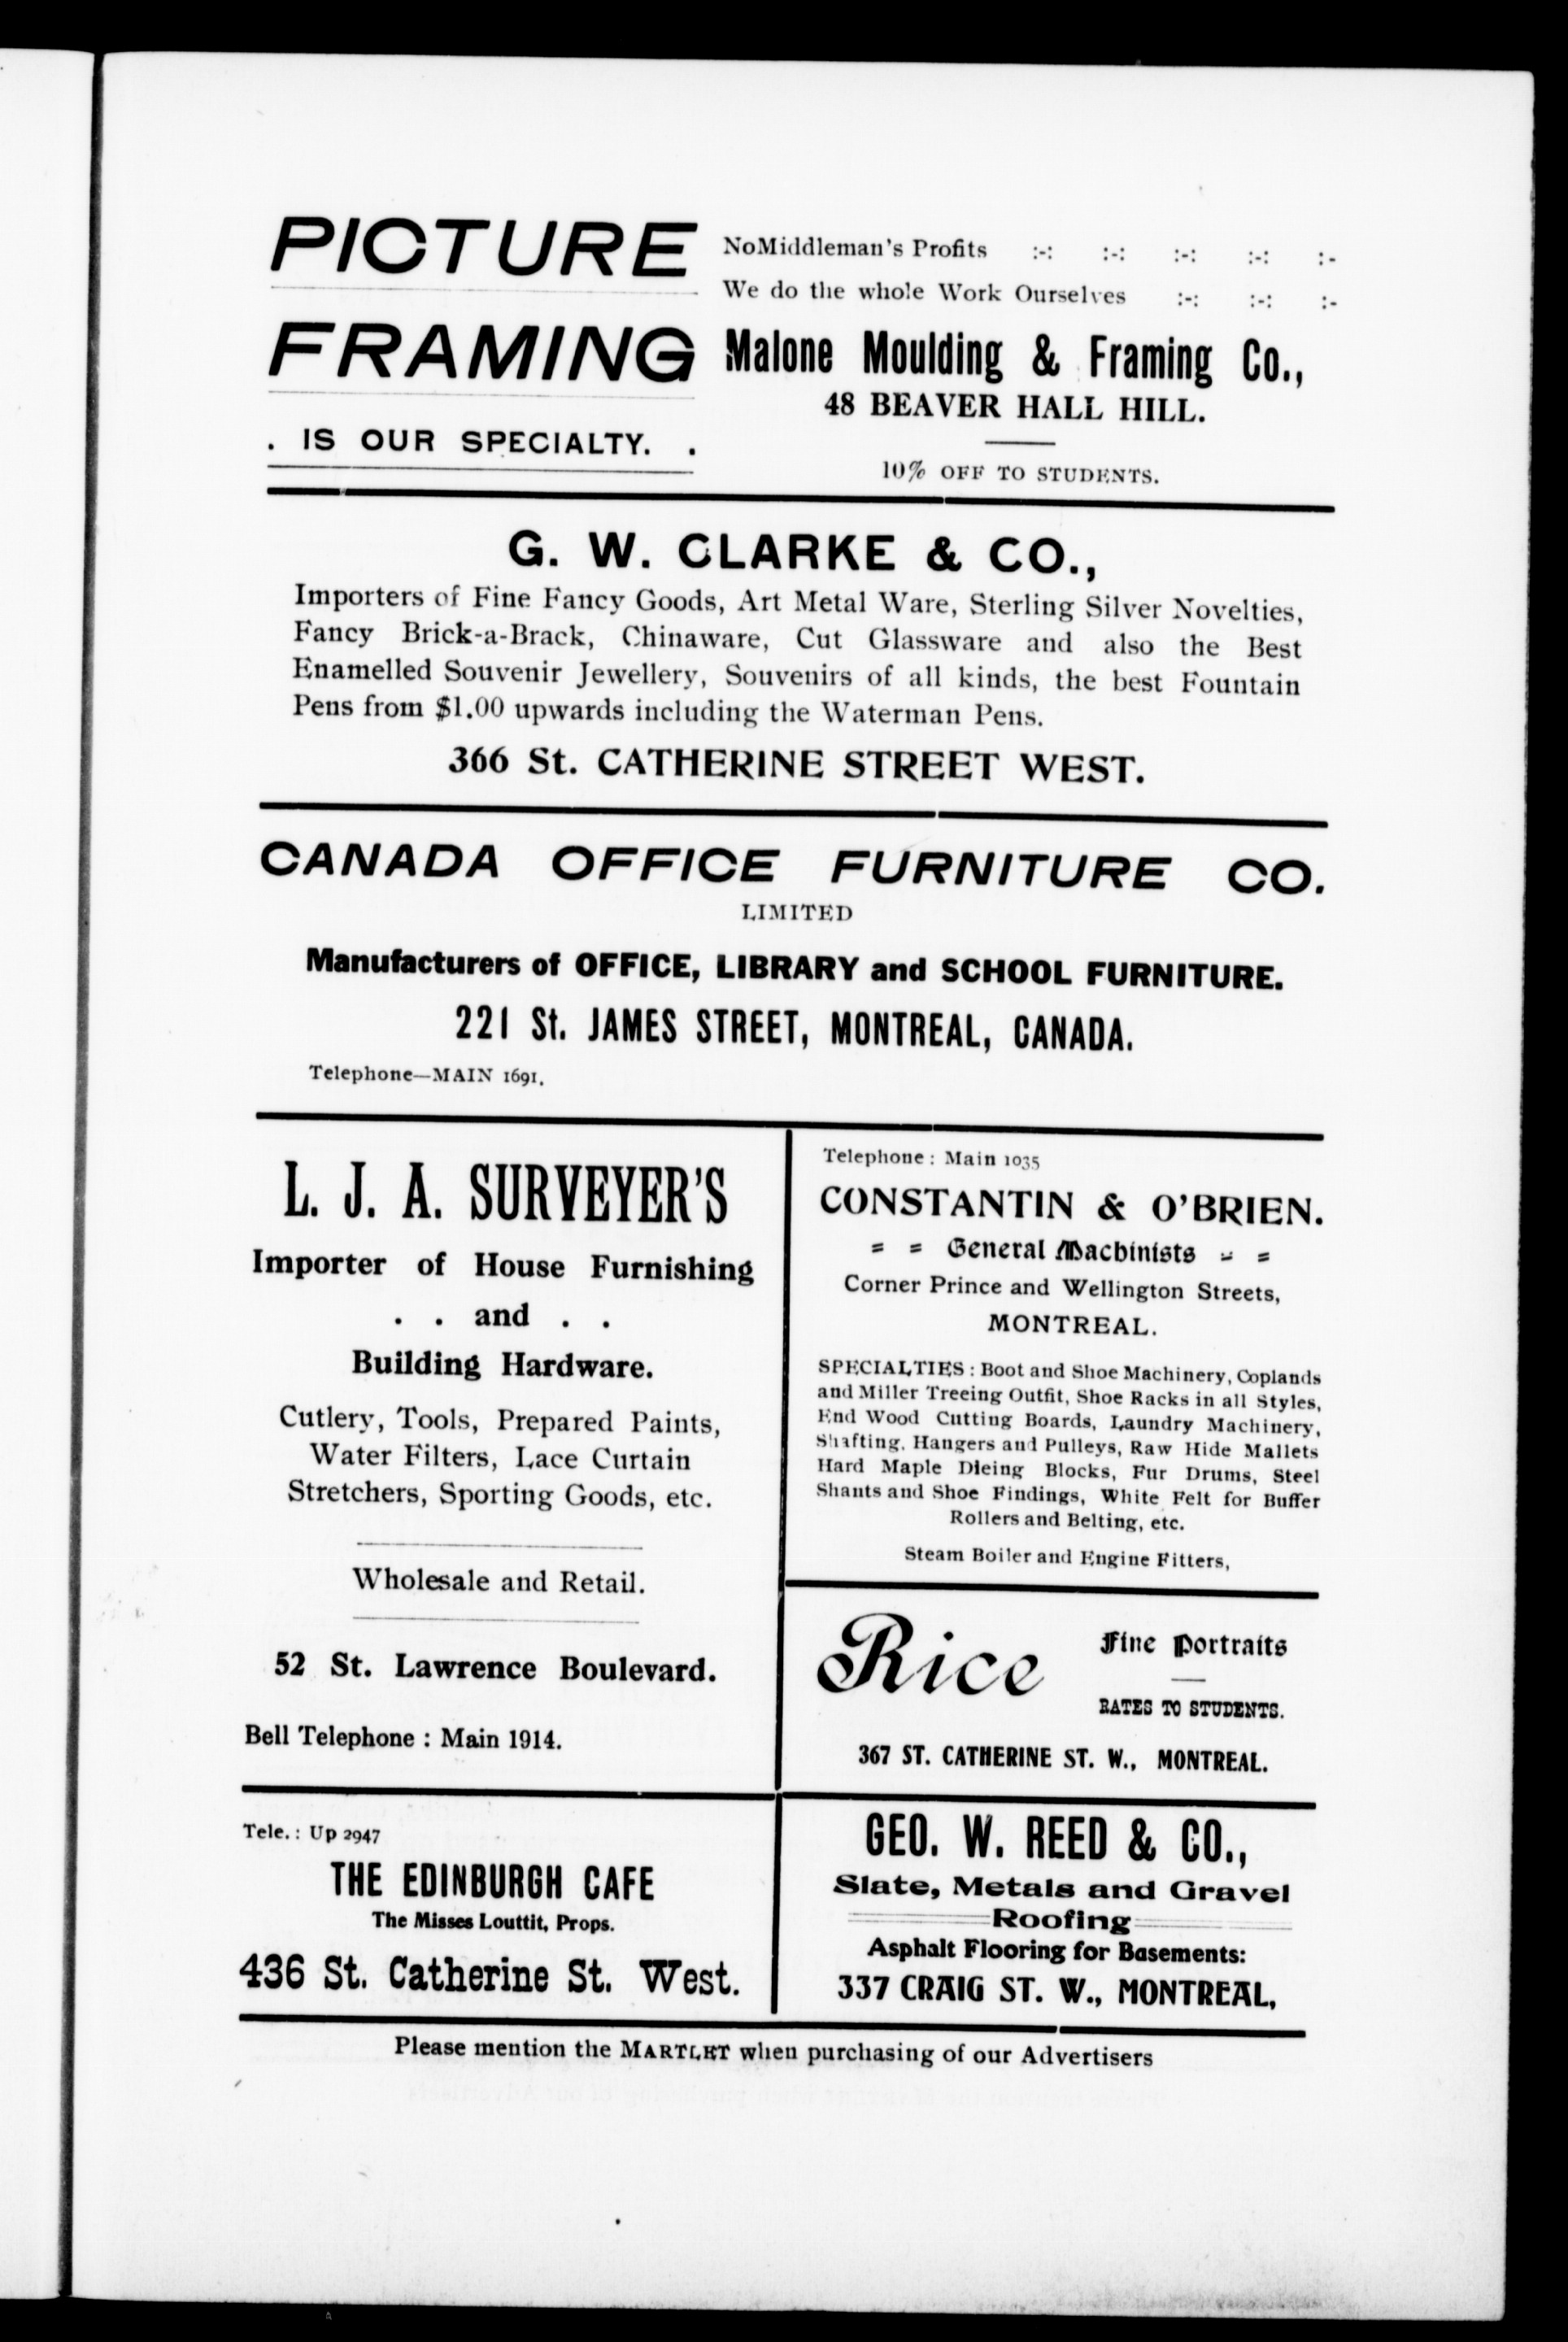 PICTURE
FRAMING
. IS OUR SPECIALTY. .
NoMiddleman's Profits :-: :-: :-: :-: :-
We do the whole Work Ourselves :-: :-: :-
Malone Moulding & Framing Co.,
48 BEAVER HALL HILL.
10% OFF TO STUDENTS.
G. W. CLARKE & CO.,
Importers of Fine Fancy Goods, Art Metal Ware, Sterling Silver Novelties,
Fancy Brick-a-Brack, Chinaware, Cut Glassware and also the Best
Enamelled Souvenir Jewellery, Souvenirs of all kinds, the best Fountain
Pens from $1.00 upwards including the Waterman Pens.
366 St. CATHERINE STREET WEST.
CANADA OFFICE FURNITURE CO.
LIMITED
Manufacturers of OFFICE, LIBRARY and SCHOOL FURNITURE.
221 St. JAMES STREET, MONTREAL, CANADA.
Telephone—MAIN 1691.
L. J. A. SURVEYER'S
Importer of House Furnishing
. . and . .
Building Hardware.
Cutlery, Tools, Prepared Paints,
Water Filters, Lace Curtain
Stretchers, Sporting Goods, etc.
Wholesale and Retail.
52 St. Lawrence Boulevard.
Bell Telephone : Main 1914.
Telephone : Main 1035
CONSTANTIN & O'BRIEN.
= = General Machinists = =
Corner Prince and Wellington Streets,
MONTREAL.
SPECIALTIES : Boot and Shoe Machinery, Coplands
and Miller Treeing Outfit, Shoe Racks in all Styles,
End Wood Cutting Boards, Laundry Machinery,
Shafting, Hangers and Pulleys, Raw Hide Mallets
Hard Maple Dieing Blocks, Fur Drums, Steel
Shants and Shoe Findings, White Felt for Buffer
Rollers and Belting, etc.
Steam Boiler and Engine Fitters,
Rice
Fine Portraits
RATES TO STUDENTS.
367 ST. CATHERINE ST. W., MONTREAL.
Tele. : Up 2947
THE EDINBURGH CAFE
The Misses Louttit, Props.
436 St. Catherine St. West.
GEO. W. REED & CO.,
Slate, Metals and Gravel
Roofing
Asphalt Flooring for Basements:
337 CRAIG ST. W., MONTREAL,
Please mention the MARTLET when purchasing of our Advertisers